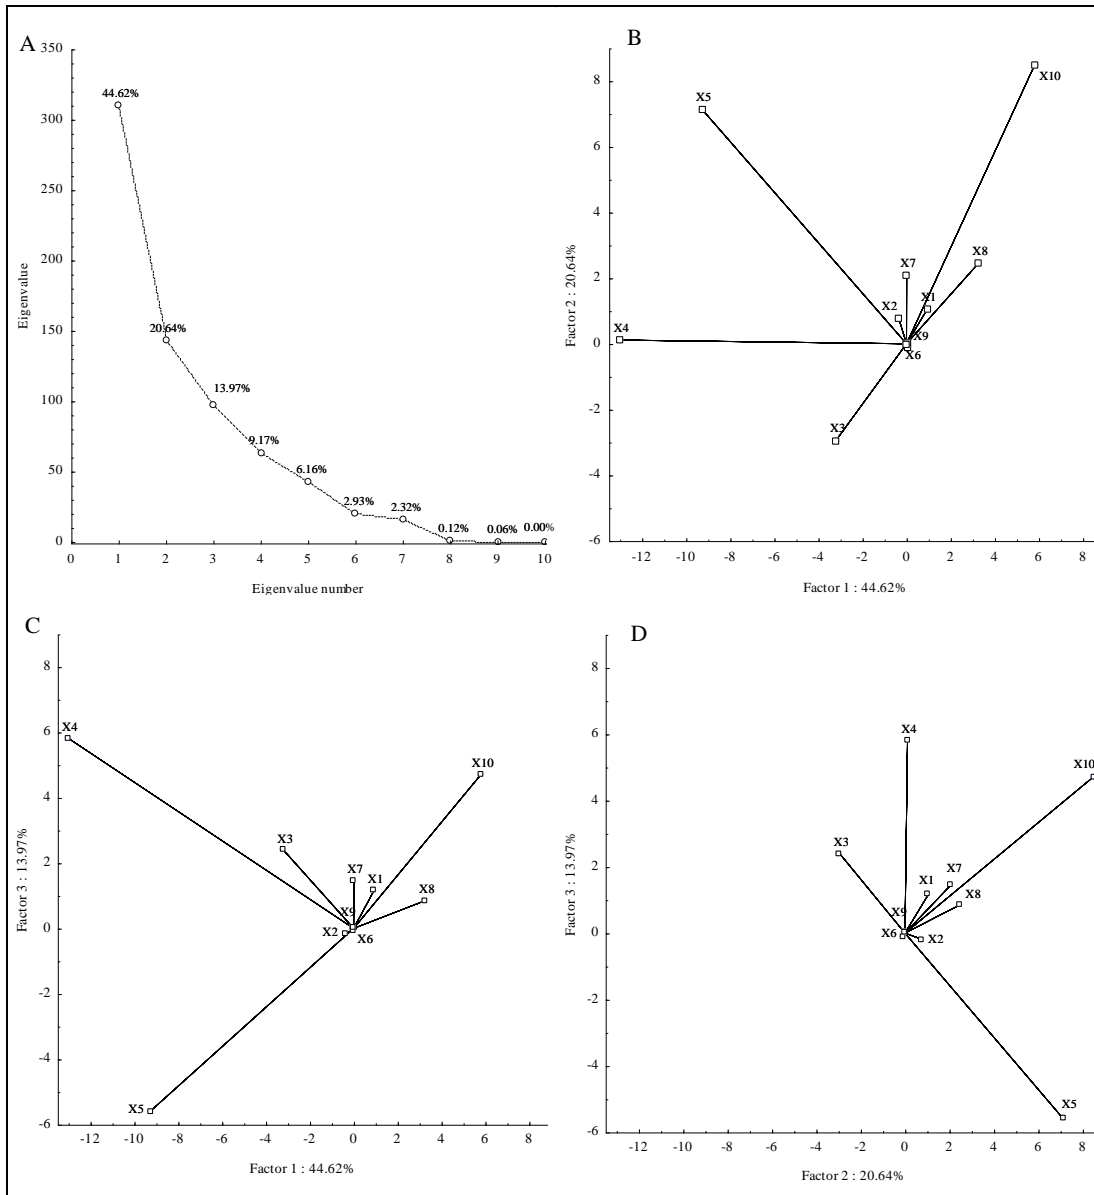 A
350
300
250
200
150
100
50
0
Eigenvalue
44.62%
20.64%
13.97%
9.17%
6.16%
2.93%
2.32%
0.12%
0.06%
0.00%
0 1 2 3 4 5 6 7 8 9 10
Eigenvalue number
B
8
6
4
2
0
-2
-4
-6
Factor 2 : 20.64%
X10
X5
X8
X7
X2
X1
X4
X9
X6
X3
-12 -10 -8 -6 -4 -2 0 2 4 6 8
Factor 1 : 44.62%
C
8
6
4
2
0
-2
-4
-6
Factor 3 : 13.97%
X4
X10
X3
X7
X1
X8
X9
X2
X6
X5
-12 -10 -8 -6 -4 -2 0 2 4 6 8
Factor 1 : 44.62%
D
8
6
4
2
0
-2
-4
-6
Factor 3 : 13.97%
X4
X10
X3
X7
X1
X8
X9
X6
X2
X5
-12 -10 -8 -6 -4 -2 0 2 4 6 8
Factor 2 : 20.64%